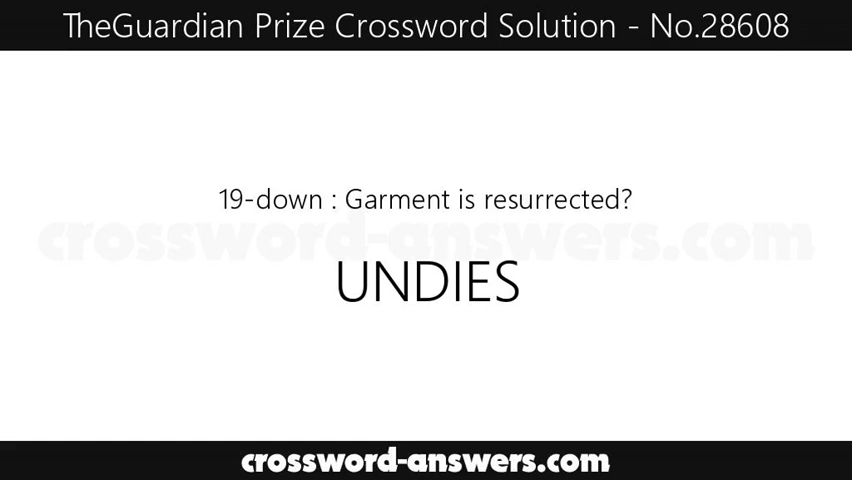 TheGuardian Prize Crossword Solution - No.28608
19-down : Garment is resurrected?
crossword-answers.com
UNDIES
crossword-answers.com